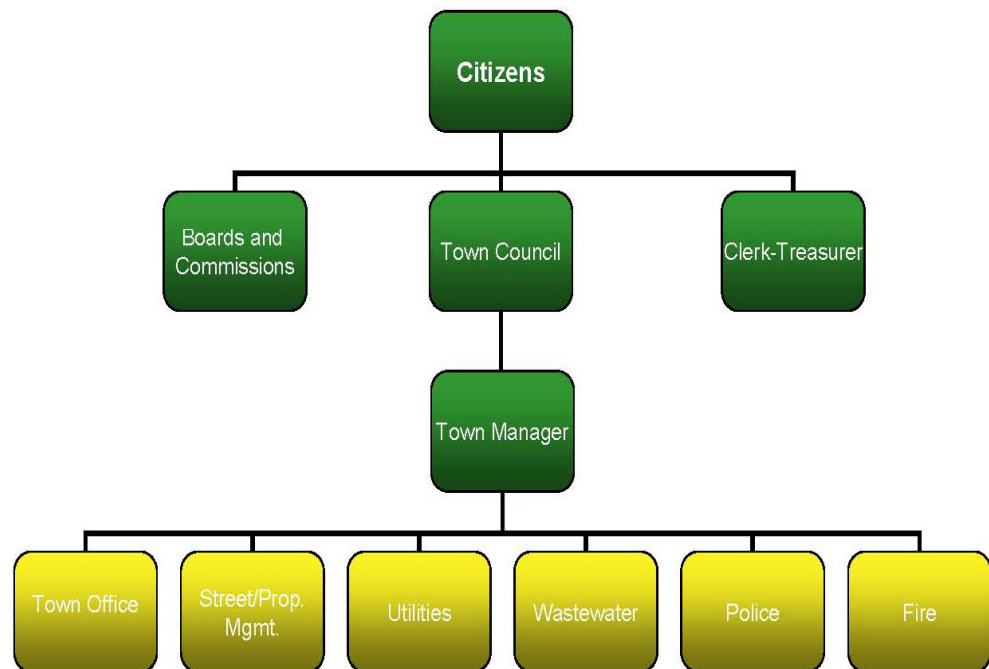 Citizens
Boards and
Commissions
Town Council
Clerk-Treasurer
Town Manager
Town Office
Street/Prop.
Mgmt.
Utilities
Wastewater
Police
Fire